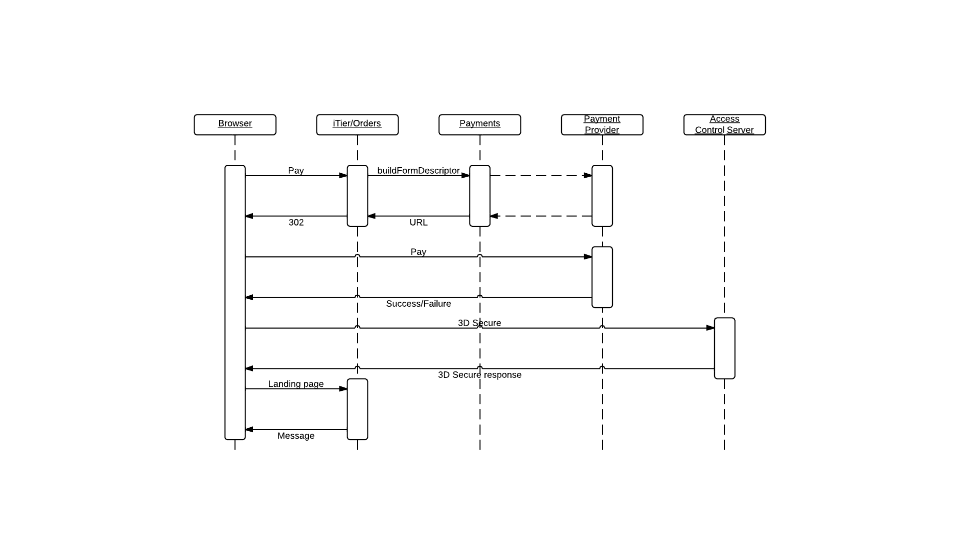 Browser
iTier/Orders
Payments
Payment
Provider
Access
Control Server
Pay
buildFormDescriptor
302
URL
Pay
Success/Failure
3D Secure
3D Secure response
Landing page
Message